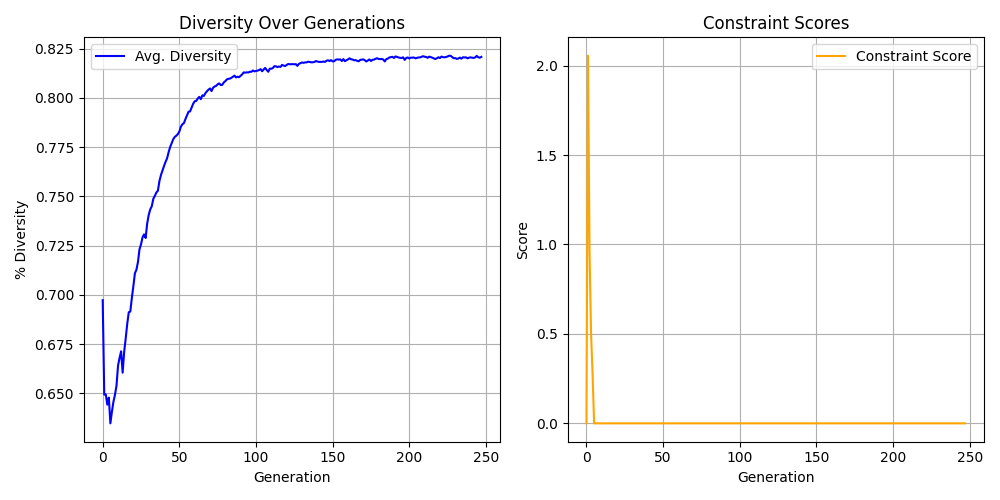 Diversity Over Generations
Avg. Diversity
% Diversity
0.825
0.800
0.775
0.750
0.725
0.700
0.675
0.650
0 50 100 150 200 250
Generation
Constraint Scores
Constraint Score
Score
2.0
1.5
1.0
0.5
0.0
0 50 100 150 200 250
Generation